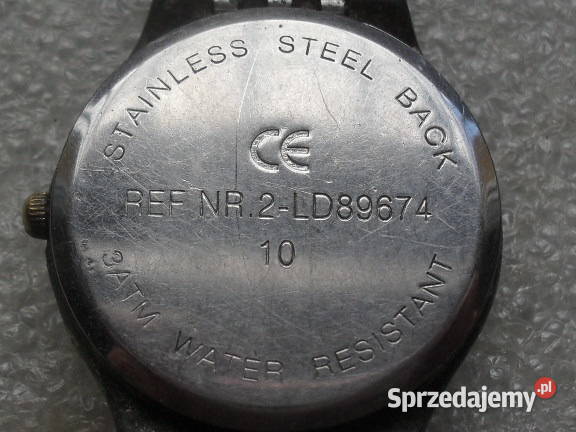 STAINLESS STEEL BACK
CE
REF NR.2-LD89674
10
3ATM WATER RESISTANT
Sprzedajemy.pl